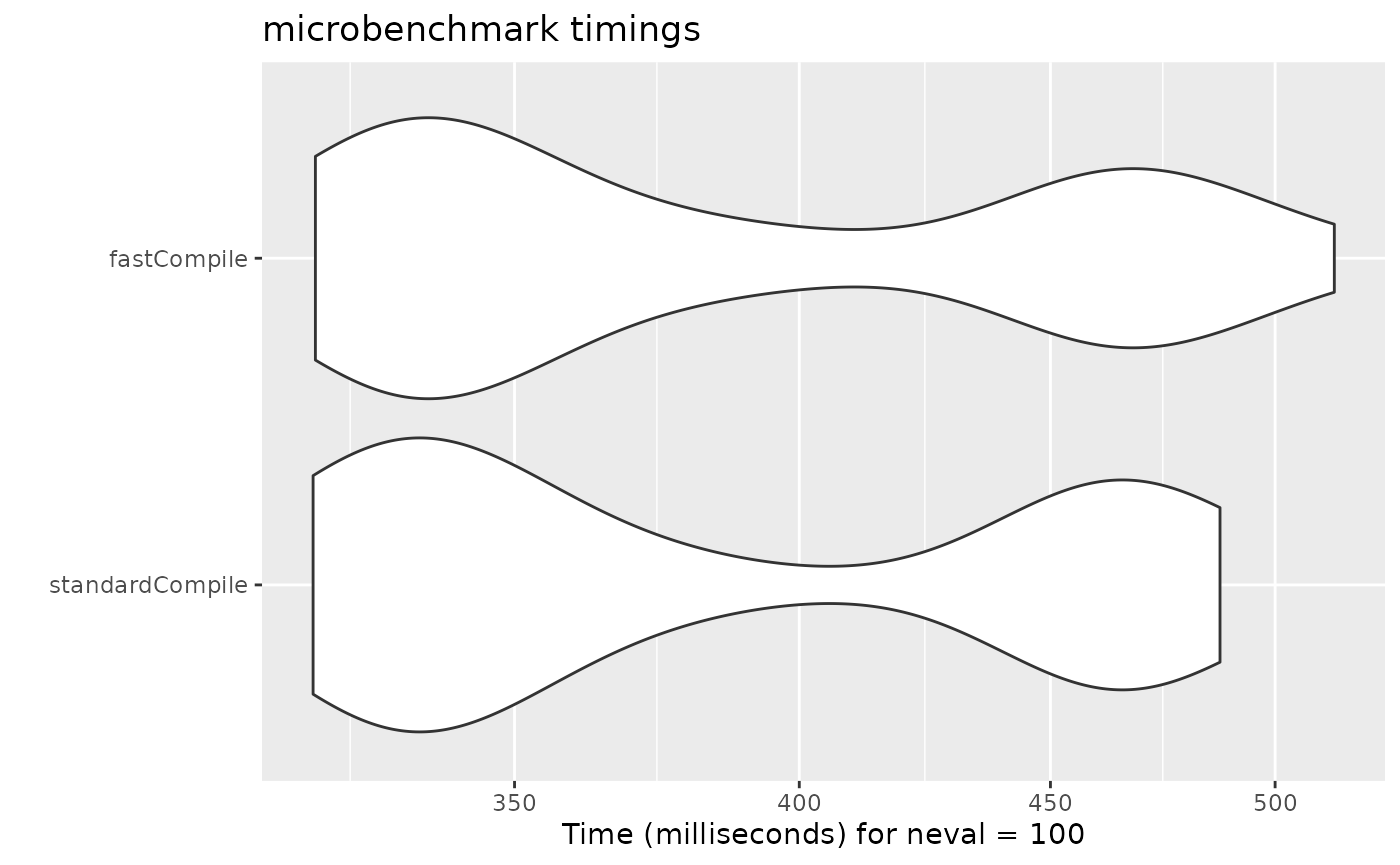 microbenchmark timings
fastCompile
standardCompile
350 400 450 500
Time (milliseconds) for neval = 100